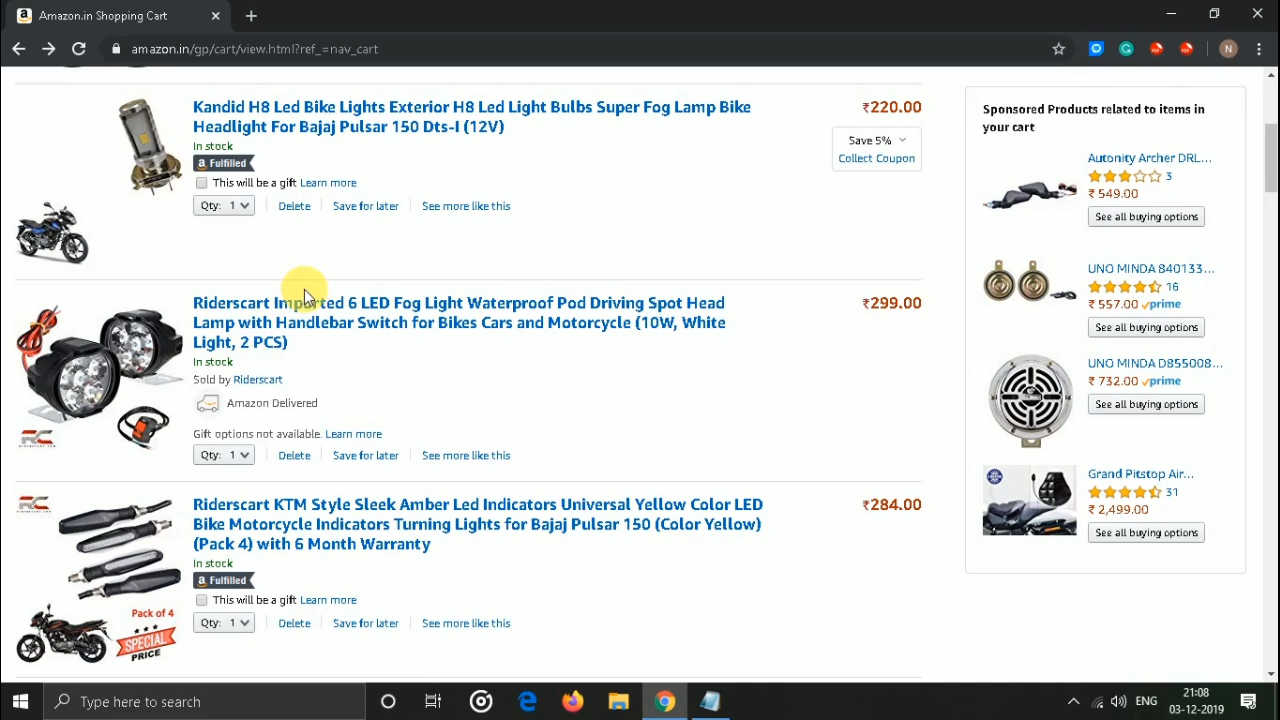 Amazon.in Shopping Cart
amazon.in/gp/cart/view.html?ref_=nav_cart
N
Kandid H8 Led Bike Lights Exterior H8 Led Light Bulbs Super Fog Lamp Bike
Headlight For Bajaj Pulsar 150 Dts-I (12V)
₹220.00
In stock
a Fulfilled
Save 5%
Collect Coupon
This will be a gift Learn more
Qty: 1
Delete
Save for later
See more like this
Riderscart Imported 6 LED Fog Light Waterproof Pod Driving Spot Head
Lamp with Handlebar Switch for Bikes Cars and Motorcycle (10W, White
Light, 2 PCS)
₹299.00
In stock
Sold by Riderscart
Amazon Delivered
Gift options not available. Learn more
Qty: 1
Delete
Save for later
See more like this
RC
RC
Riderscart KTM Style Sleek Amber Led Indicators Universal Yellow Color LED
Bike Motorcycle Indicators Turning Lights for Bajaj Pulsar 150 (Color Yellow)
(Pack 4) with 6 Month Warranty
₹284.00
In stock
a Fulfilled
This will be a gift Learn more
Qty: 1
Delete
Save for later
See more like this
Pack of 4
SPECIAL
PRICE
Sponsored Products related to items in
your cart
Autonity Archer DRL...
3
₹ 549.00
See all buying options
UNO MINDA 840133...
16
₹ 557.00 prime
See all buying options
UNO MINDA D855008...
₹ 732.00 prime
See all buying options
Grand Pitstop Air...
31
₹ 2,499.00
See all buying options
Type here to search
ENG
21:08
03-12-2019